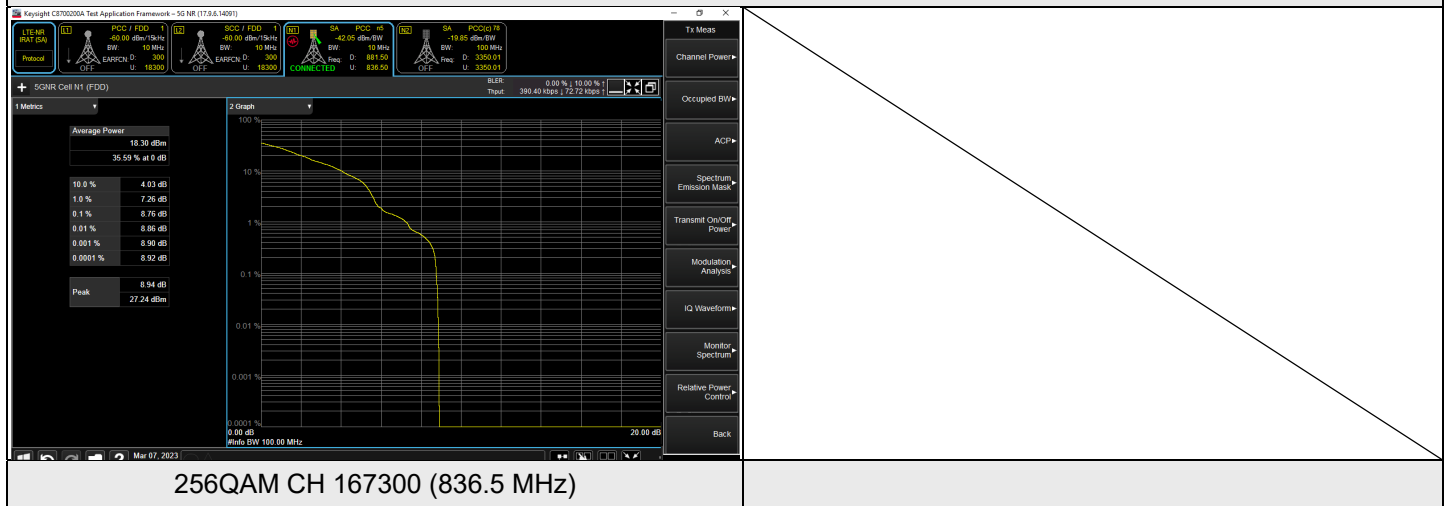 Keysight C8700200A Test Application Framework – 5G NR (17.9.6.14091)
LTE-NR IRAT (SA)
Protocol
L1 PCC / FDD 1
-60.00 dBm/15kHz
BW: 10 MHz
EARFCN: D: 300
U: 18300
OFF
L2 SCC / FDD 1
-60.00 dBm/15kHz
BW: 10 MHz
EARFCN: D: 300
U: 18300
OFF
N1 SA PCC n5
-42.05 dBm/BW
BW: 10 MHz
Freq: D: 881.50
U: 836.50
CONNECTED
N2 SA PCC(c) 78
-19.85 dBm/BW
BW: 100 MHz
Freq: D: 3350.01
U: 3350.01
OFF
5GNR Cell N1 (FDD)
BLER: 0.00 % ↓ 10.00 % ↑
Thput: 390.40 kbps ↓ 72.72 kbps ↑
1 Metrics
Average Power
18.30 dBm
35.59 % at 0 dB
10.0 % 4.03 dB
1.0 % 7.26 dB
0.1 % 8.76 dB
0.01 % 8.86 dB
0.001 % 8.90 dB
0.0001 % 8.92 dB
Peak 8.94 dB
27.24 dBm
2 Graph
100 %
10 %
1 %
0.1 %
0.01 %
0.001 %
0.0001 %
0.00 dB 20.00 dB
#Info BW 100.00 MHz
Tx Meas
Channel Power
Occupied BW
ACP
Spectrum
Emission Mask
Transmit On/Off
Power
Modulation
Analysis
IQ Waveform
Monitor
Spectrum
Relative Power
Control
Back
? Mar 07, 2023
256QAM CH 167300 (836.5 MHz)